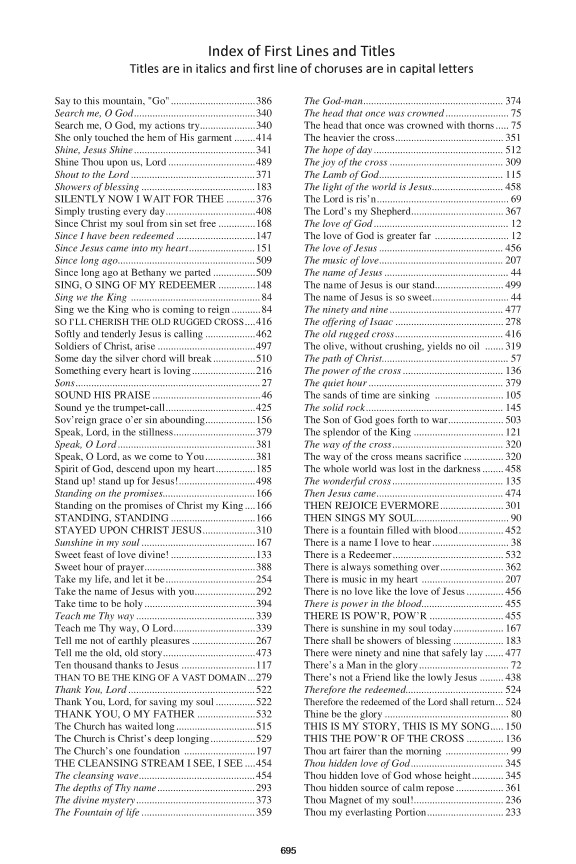 Index of First Lines and Titles
Titles are in italics and first line of choruses are in capital letters
Say to this mountain, "Go" ................................386
Search me, O God..............................................340
Search me, O God, my actions try.....................340
She only touched the hem of His garment ........414
Shine, Jesus Shine..............................................341
Shine Thou upon us, Lord .................................489
Shout to the Lord ...............................................371
Showers of blessing ...........................................183
SILENTLY NOW I WAIT FOR THEE ...........376
Simply trusting every day..................................408
Since Christ my soul from sin set free ..............168
Since I have been redeemed ..............................147
Since Jesus came into my heart.........................151
Since long ago....................................................509
Since long ago at Bethany we parted ................509
SING, O SING OF MY REDEEMER ..............148
Sing we the King .................................................84
Sing we the King who is coming to reign ...........84
SO I'LL CHERISH THE OLD RUGGED CROSS....416
Softly and tenderly Jesus is calling ...................462
Soldiers of Christ, arise .....................................497
Some day the silver chord will break ................510
Something every heart is loving ........................216
Sons......................................................................27
SOUND HIS PRAISE .........................................46
Sound ye the trumpet-call..................................425
Sov'reign grace o'er sin abounding...................156
Speak, Lord, in the stillness...............................379
Speak, O Lord....................................................381
Speak, O Lord, as we come to You...................381
Spirit of God, descend upon my heart...............185
Stand up! stand up for Jesus!.............................498
Standing on the promises...................................166
Standing on the promises of Christ my King ....166
STANDING, STANDING ................................166
STAYED UPON CHRIST JESUS....................310
Sunshine in my soul ...........................................167
Sweet feast of love divine! ................................133
Sweet hour of prayer..........................................388
Take my life, and let it be..................................254
Take the name of Jesus with you.......................292
Take time to be holy ..........................................394
Teach me Thy way .............................................339
Teach me Thy way, O Lord...............................339
Tell me not of earthly pleasures ........................267
Tell me the old, old story...................................473
Ten thousand thanks to Jesus ............................117
THAN TO BE THE KING OF A VAST DOMAIN ...279
Thank You, Lord ................................................522
Thank You, Lord, for saving my soul ...............522
THANK YOU, O MY FATHER ......................532
The Church has waited long ..............................515
The Church is Christ's deep longing.................529
The Church's one foundation ...........................197
THE CLEANSING STREAM I SEE, I SEE ....454
The cleansing wave............................................454
The depths of Thy name.....................................293
The divine mystery .............................................373
The Fountain of life ...........................................359
The God-man..................................................... 374
The head that once was crowned ........................ 75
The head that once was crowned with thorns..... 75
The heavier the cross......................................... 351
The hope of day ................................................. 512
The joy of the cross ........................................... 309
The Lamb of God............................................... 115
The light of the world is Jesus........................... 458
The Lord is ris'n.................................................. 69
The Lord's my Shepherd................................... 367
The love of God ................................................... 12
The love of God is greater far ............................. 12
The love of Jesus ............................................... 456
The music of love............................................... 207
The name of Jesus ............................................... 44
The name of Jesus is our stand.......................... 499
The name of Jesus is so sweet............................. 44
The ninety and nine ........................................... 477
The offering of Isaac ......................................... 278
The old rugged cross......................................... 416
The olive, without crushing, yields no oil ....... 319
The path of Christ................................................ 57
The power of the cross ...................................... 136
The quiet hour ................................................... 379
The sands of time are sinking .......................... 105
The solid rock .................................................... 145
The Son of God goes forth to war..................... 503
The splendor of the King .................................. 121
The way of the cross.......................................... 320
The way of the cross means sacrifice ............... 320
The whole world was lost in the darkness ........ 458
The wonderful cross .......................................... 135
Then Jesus came................................................ 474
THEN REJOICE EVERMORE........................ 301
THEN SINGS MY SOUL................................... 90
There is a fountain filled with blood................. 452
There is a name I love to hear............................. 38
There is a Redeemer.......................................... 532
There is always something over........................ 362
There is music in my heart ............................... 207
There is no love like the love of Jesus .............. 456
There is power in the blood............................... 455
THERE IS POW'R, POW'R ............................ 455
There is sunshine in my soul today................... 167
There shall be showers of blessing ................... 183
There were ninety and nine that safely lay ....... 477
There's a Man in the glory .................................. 72
There's not a Friend like the lowly Jesus ......... 438
Therefore the redeemed..................................... 524
Therefore the redeemed of the Lord shall return... 524
Thine be the glory ............................................... 80
THIS IS MY STORY, THIS IS MY SONG..... 150
THIS THE POW'R OF THE CROSS .............. 136
Thou art fairer than the morning ........................ 99
Thou hidden love of God................................... 345
Thou hidden love of God whose height............ 345
Thou hidden source of calm repose .................. 361
Thou Magnet of my soul!.................................. 236
Thou my everlasting Portion............................. 233
695